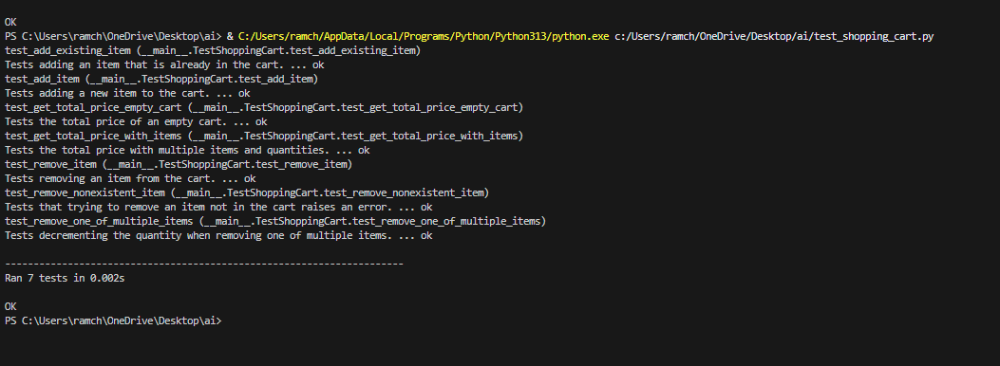 OK
PS C:\Users\ramch\OneDrive\Desktop\ai> & C:/Users/ramch/AppData/Local/Programs/Python/Python313/python.exe c:/Users/ramch/OneDrive/Desktop/ai/test_shopping_cart.py
test_add_existing_item (__main__.TestShoppingCart.test_add_existing_item)
Tests adding an item that is already in the cart. ... ok
test_add_item (__main__.TestShoppingCart.test_add_item)
Tests adding a new item to the cart. ... ok
test_get_total_price_empty_cart (__main__.TestShoppingCart.test_get_total_price_empty_cart)
Tests the total price of an empty cart. ... ok
test_get_total_price_with_items (__main__.TestShoppingCart.test_get_total_price_with_items)
Tests the total price with multiple items and quantities. ... ok
test_remove_item (__main__.TestShoppingCart.test_remove_item)
Tests removing an item from the cart. ... ok
test_remove_nonexistent_item (__main__.TestShoppingCart.test_remove_nonexistent_item)
Tests that trying to remove an item not in the cart raises an error. ... ok
test_remove_one_of_multiple_items (__main__.TestShoppingCart.test_remove_one_of_multiple_items)
Tests decrementing the quantity when removing one of multiple items. ... ok
----------------------------------------------------------------------
Ran 7 tests in 0.002s
OK
PS C:\Users\ramch\OneDrive\Desktop\ai>